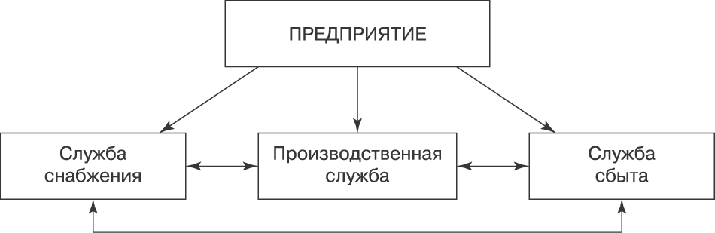 ПРЕДПРИЯТИЕ
Служба
снабжения
Производственная
служба
Служба
сбыта